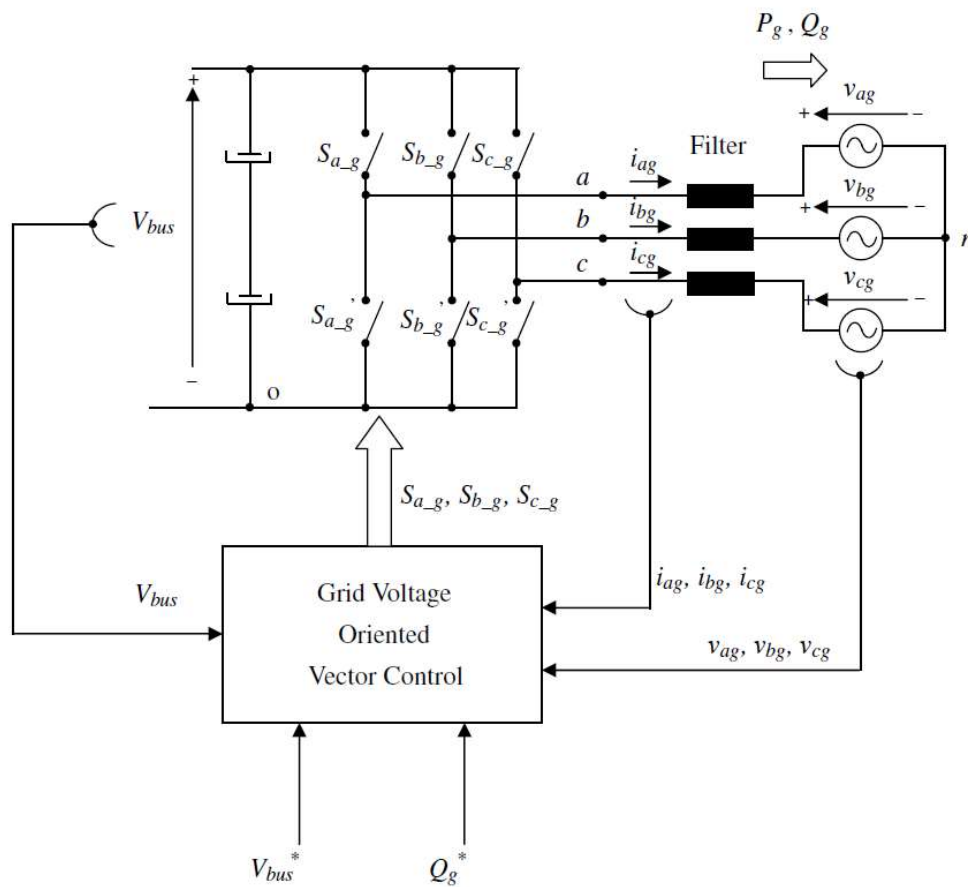 P_g , Q_g
+
v_ag
+ −
S_a_g
S_b_g
S_c_g
Filter
a
i_ag
v_bg
+ −
V_bus
b
i_bg
n
c
i_cg
v_cg
+ −
S_a_g'
S_b_g'
S_c_g'
−
o
S_a_g, S_b_g, S_c_g
V_bus
Grid Voltage
Oriented
Vector Control
i_ag, i_bg, i_cg
v_ag, v_bg, v_cg
V_bus*
Q_g*